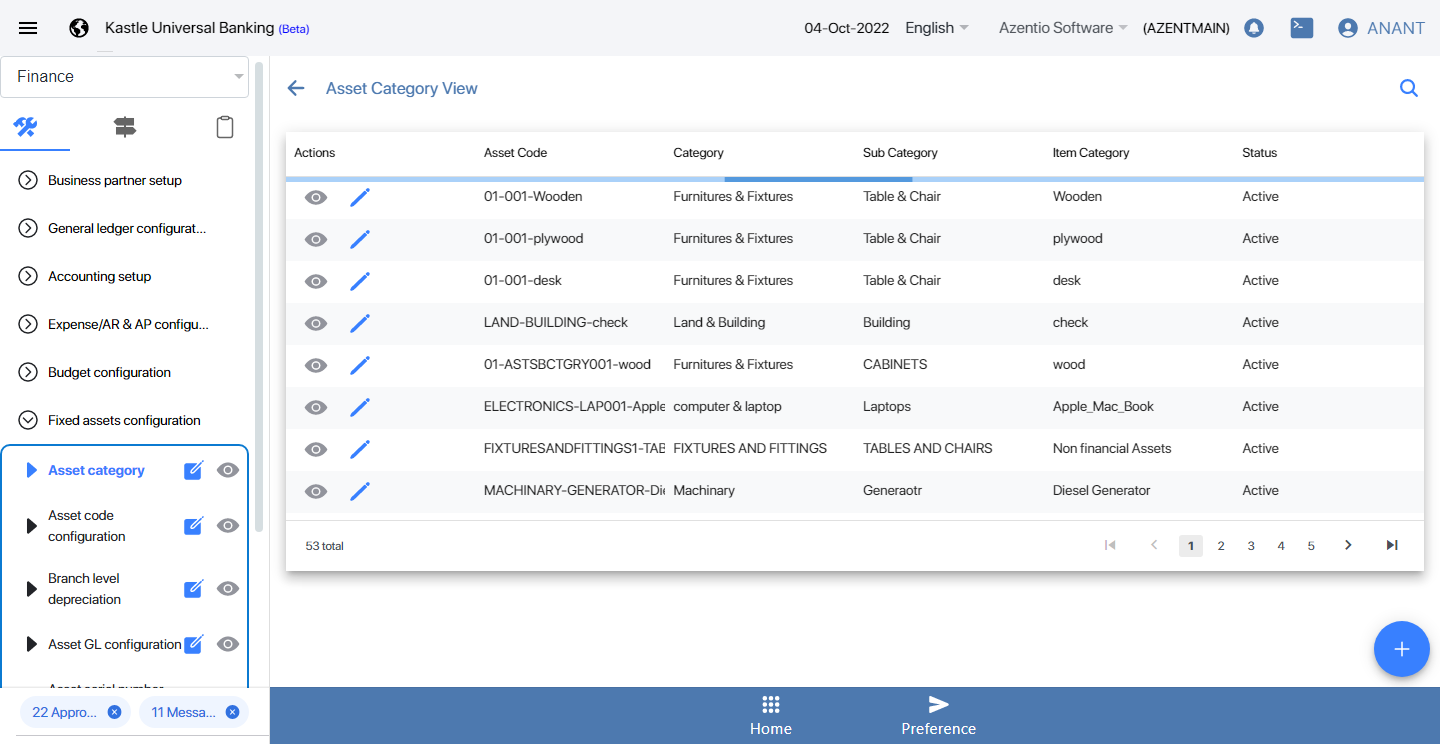 Kastle Universal Banking (Beta)
04-Oct-2022 English Azentio Software (AZENTMAIN) ANANT
Finance
Business partner setup
General ledger configurat...
Accounting setup
Expense/AR & AP configu...
Budget configuration
Fixed assets configuration
Asset category
Asset code
configuration
Branch level
depreciation
Asset GL configuration
Asset serial number
22 Appro... 11 Messa...
Asset Category View
Actions Asset Code Category Sub Category Item Category Status
01-001-Wooden Furnitures & Fixtures Table & Chair Wooden Active
01-001-plywood Furnitures & Fixtures Table & Chair plywood Active
01-001-desk Furnitures & Fixtures Table & Chair desk Active
LAND-BUILDING-check Land & Building Building check Active
01-ASTSBCTGRY001-wood Furnitures & Fixtures CABINETS wood Active
ELECTRONICS-LAP001-Apple computer & laptop Laptops Apple_Mac_Book Active
FIXTURESANDFITTINGS1-TAB FIXTURES AND FITTINGS TABLES AND CHAIRS Non financial Assets Active
MACHINARY-GENERATOR-Die Machinary Generaotr Diesel Generator Active
53 total 1 2 3 4 5
Home Preference